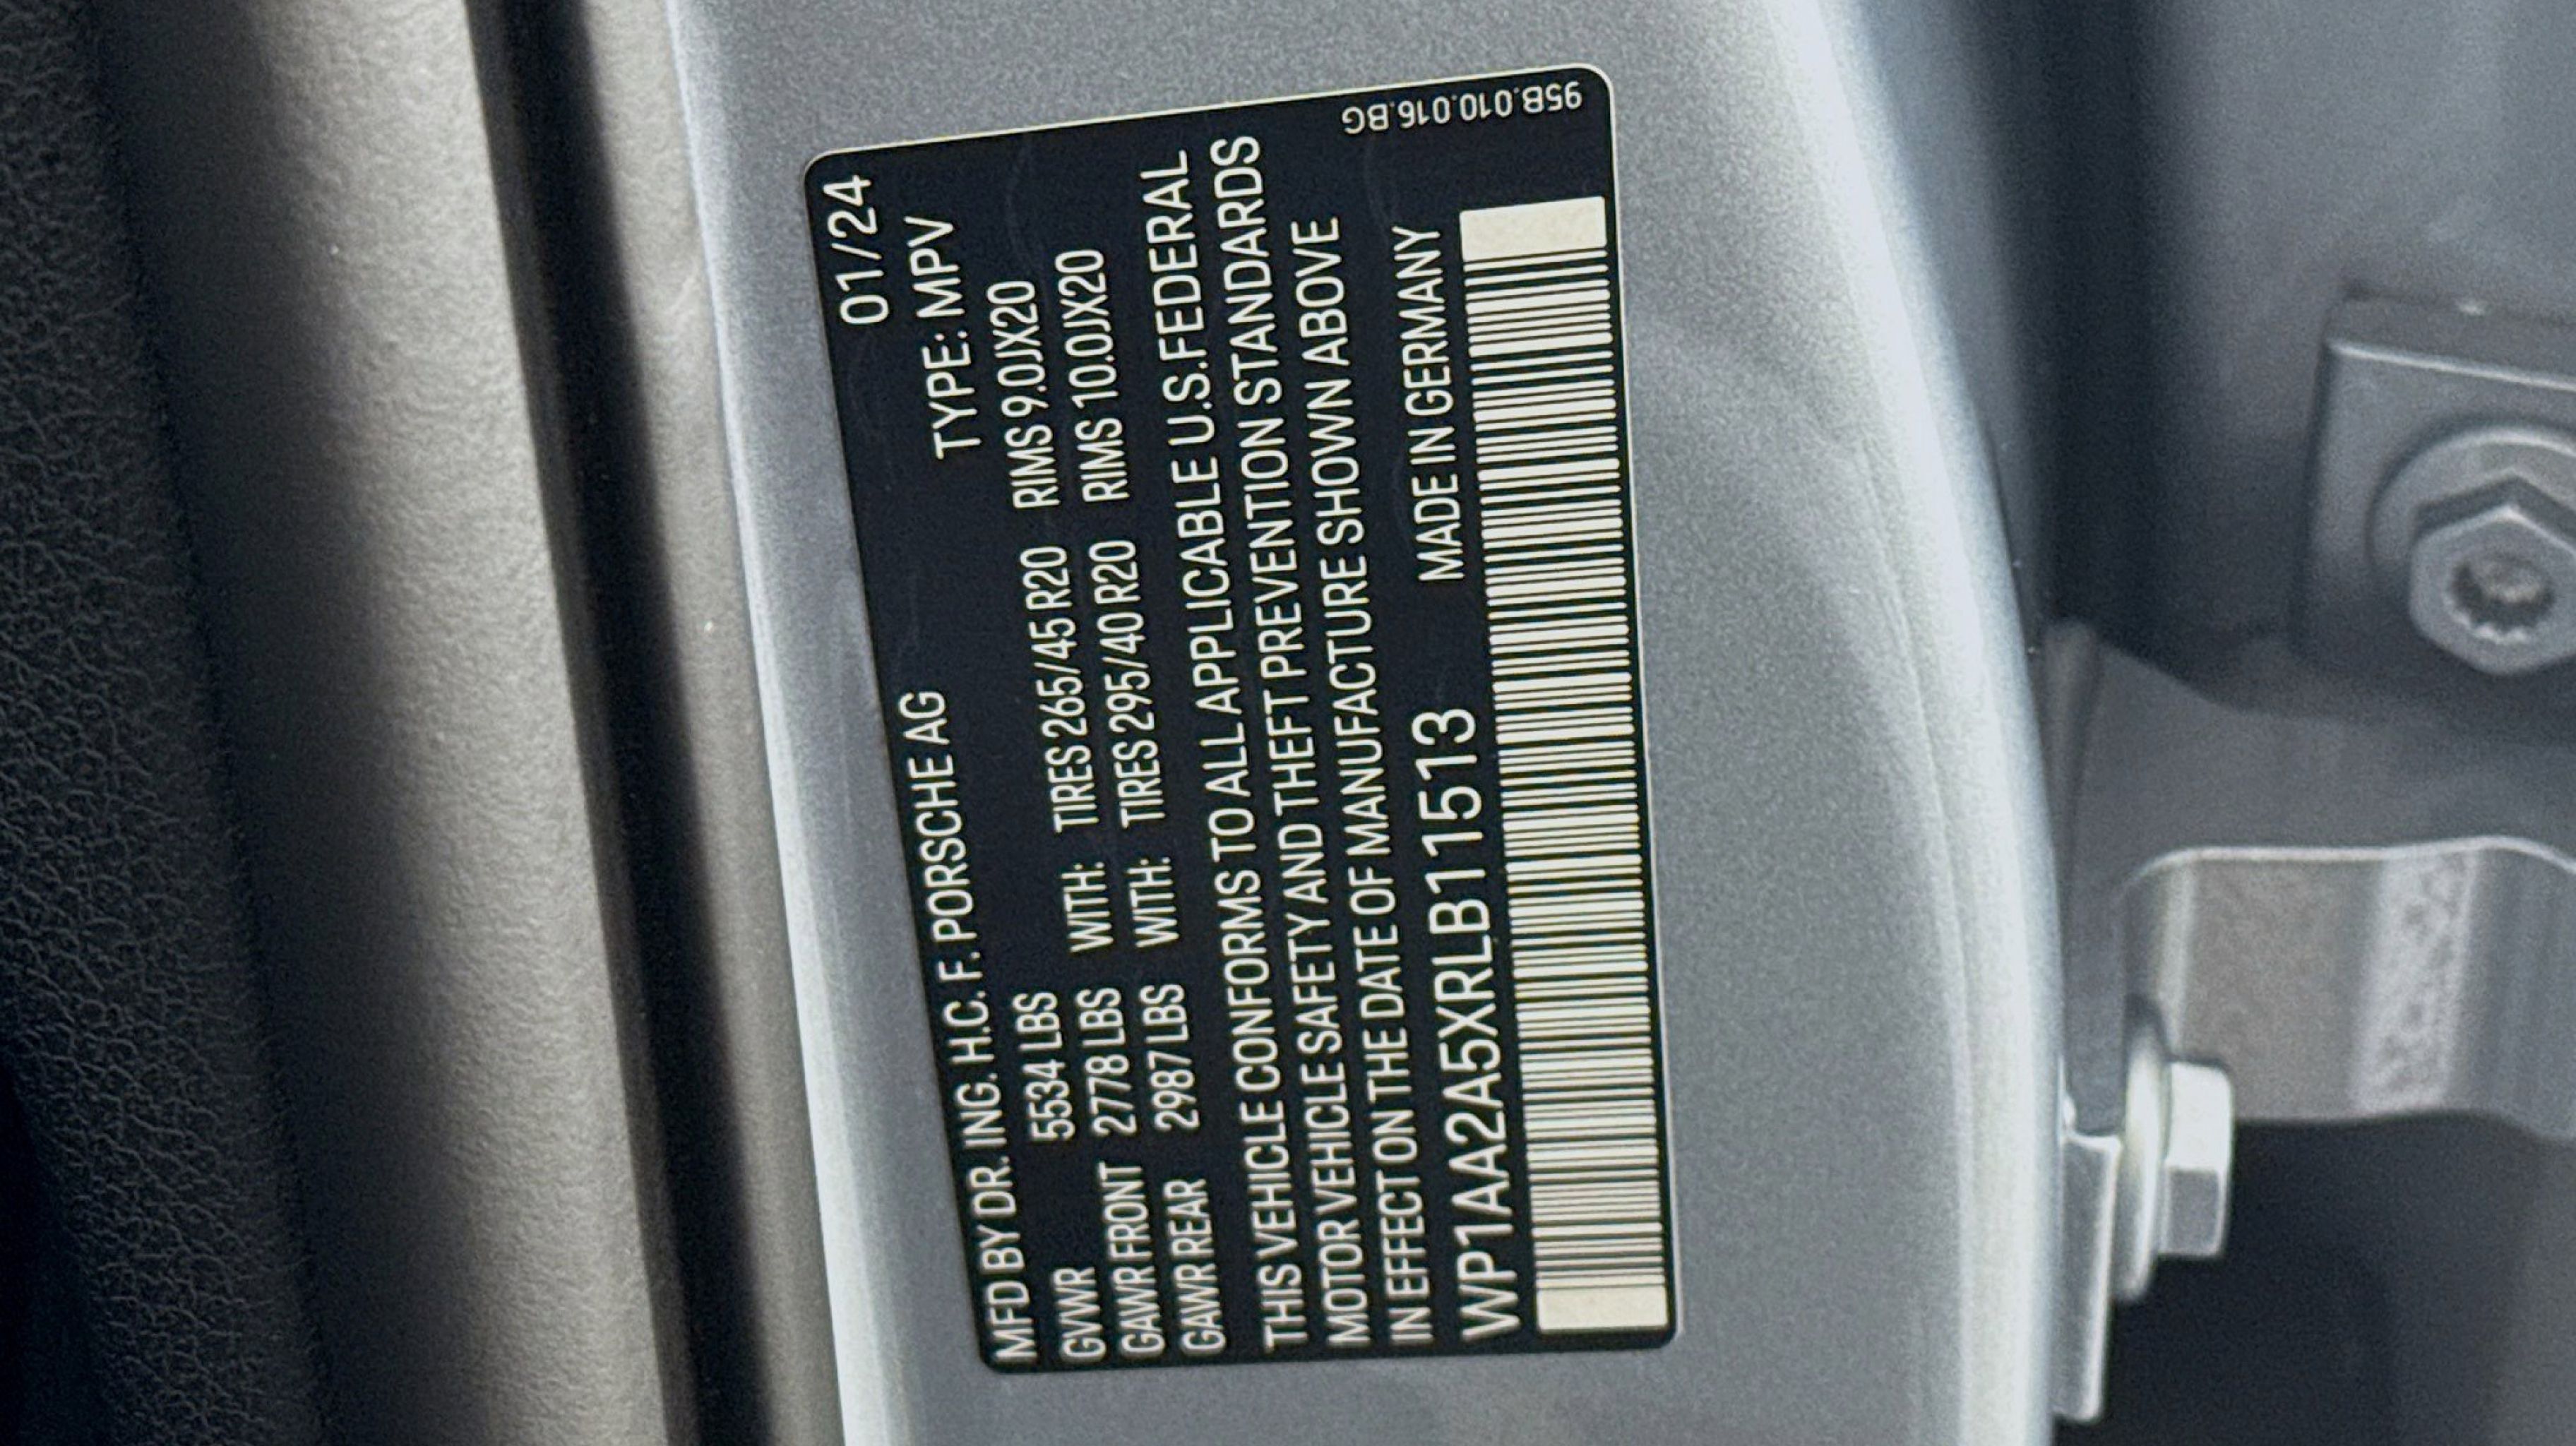 01/24
MFD BY DR. ING. H.C. F. PORSCHE AG TYPE: MPV
GVWR 5534 LBS WITH: TIRES 265/45 R20 RIMS 9.0JX20
GAWR FRONT 2778 LBS WITH: TIRES 295/40 R20 RIMS 10.0JX20
GAWR REAR 2987 LBS
THIS VEHICLE CONFORMS TO ALL APPLICABLE U.S. FEDERAL
MOTOR VEHICLE SAFETY AND THEFT PREVENTION STANDARDS
IN EFFECT ON THE DATE OF MANUFACTURE SHOWN ABOVE
WP1AA2A5XRLB11513 MADE IN GERMANY
95B.010.016.BG